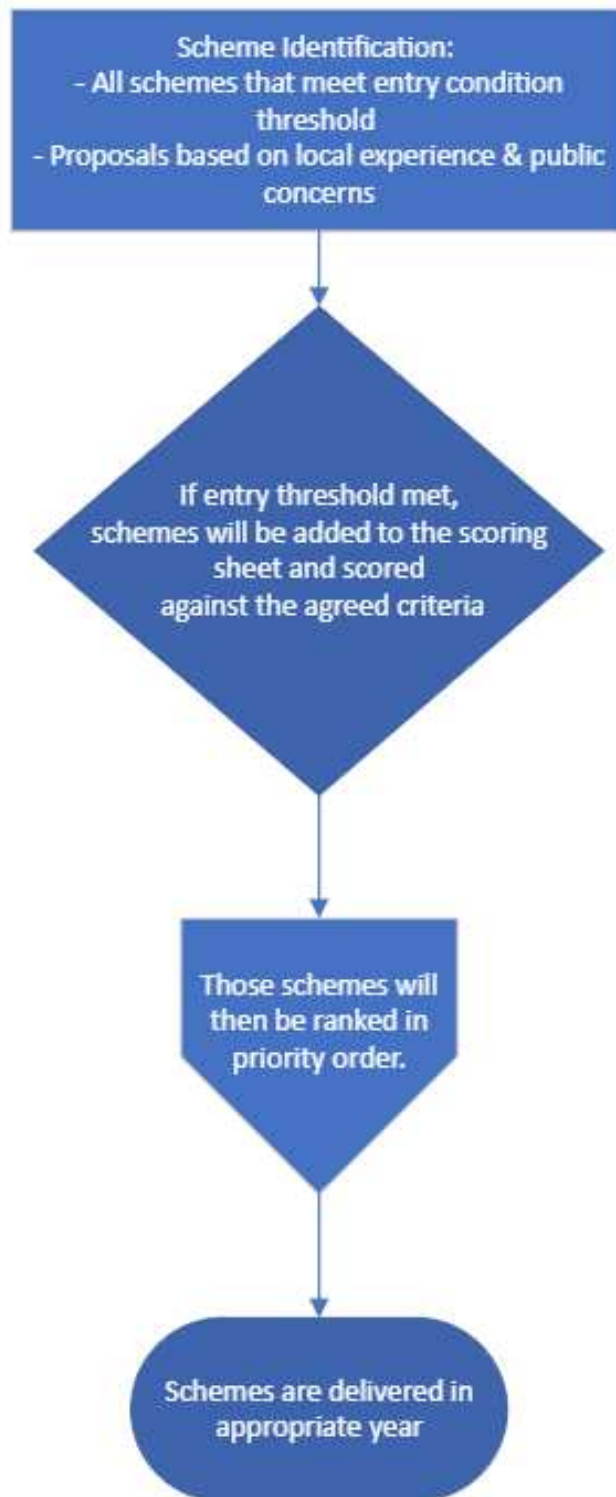 Scheme Identification:
- All schemes that meet entry condition
threshold
- Proposals based on local experience & public
concerns
If entry threshold met,
schemes will be added to the scoring
sheet and scored
against the agreed criteria
Those schemes will
then be ranked in
priority order.
Schemes are delivered in
appropriate year